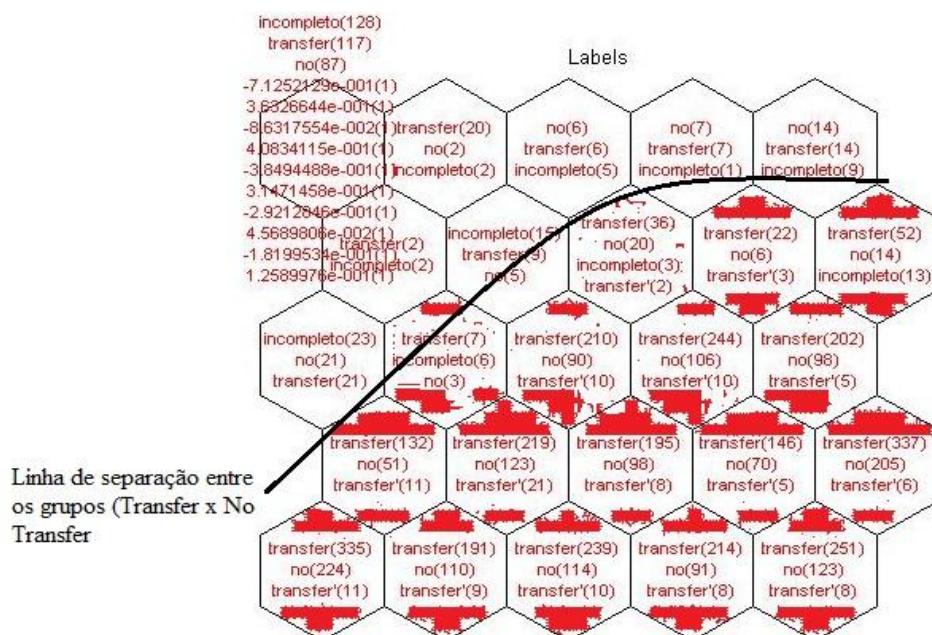 incompleto(128)
transfer(117)
no(87)
-7.1252129e-001(1)
3.6326644e-001(1)
-8.6317554e-002(1)
4.0834115e-001(1)
-3.8494488e-001(1)
3.1471458e-001(1)
-2.9212046e-001(1)
4.5689806e-002(1)
-1.8199534e-001(1)
1.2589976e-001(1)
Labels
transfer(20)
no(2)
incompleto(2)
no(6)
transfer(6)
incompleto(5)
no(7)
transfer(7)
incompleto(1)
no(14)
transfer(14)
incompleto(9)
transfer(2)
incompleto(2)
incompleto(15)
transfer(9)
no(5)
transfer(36)
no(20)
incompleto(3)
transfer'(2)
transfer(22)
no(6)
transfer'(3)
transfer(52)
no(14)
incompleto(13)
incompleto(23)
no(21)
transfer(21)
transfer(7)
incompleto(6)
no(3)
transfer(210)
no(90)
transfer'(10)
transfer(244)
no(106)
transfer'(10)
transfer(202)
no(98)
transfer'(5)
Linha de separação entre
os grupos (Transfer x No
Transfer
transfer(132)
no(51)
transfer'(11)
transfer(219)
no(123)
transfer'(21)
transfer(195)
no(98)
transfer'(8)
transfer(146)
no(70)
transfer'(5)
transfer(337)
no(205)
transfer'(6)
transfer(335)
no(224)
transfer'(11)
transfer(191)
no(110)
transfer'(9)
transfer(239)
no(114)
transfer'(10)
transfer(214)
no(91)
transfer'(8)
transfer(251)
no(123)
transfer'(8)